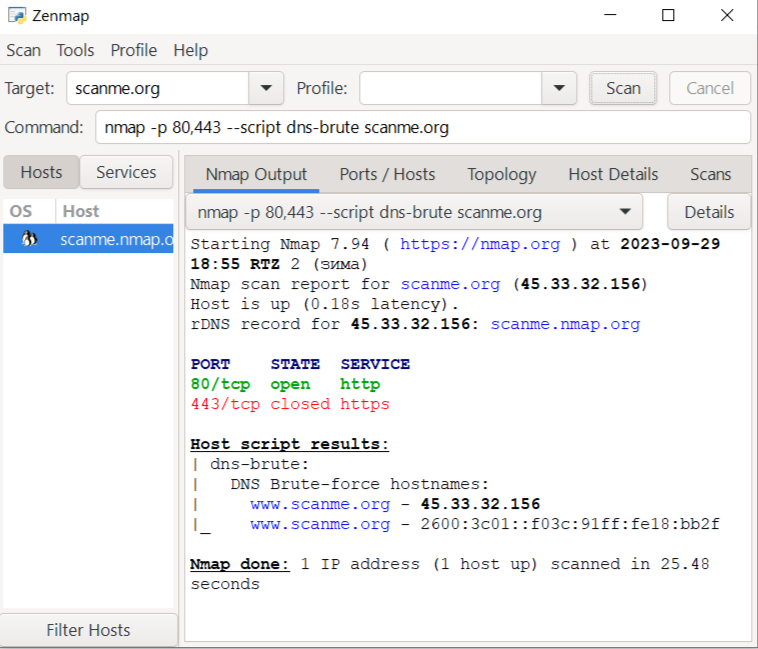 Zenmap
Scan Tools Profile Help
Target: scanme.org Profile: Scan Cancel
Command: nmap -p 80,443 --script dns-brute scanme.org
Hosts Services
OS Host
scanme.nmap.o
Filter Hosts
Nmap Output Ports / Hosts Topology Host Details Scans
nmap -p 80,443 --script dns-brute scanme.org Details
Starting Nmap 7.94 ( https://nmap.org ) at 2023-09-29
18:55 RTZ 2 (зима)
Nmap scan report for scanme.org (45.33.32.156)
Host is up (0.18s latency).
rDNS record for 45.33.32.156: scanme.nmap.org
PORT STATE SERVICE
80/tcp open http
443/tcp closed https
Host script results:
| dns-brute:
| DNS Brute-force hostnames:
| www.scanme.org - 45.33.32.156
|_ www.scanme.org - 2600:3c01::f03c:91ff:fe18:bb2f
Nmap done: 1 IP address (1 host up) scanned in 25.48
seconds